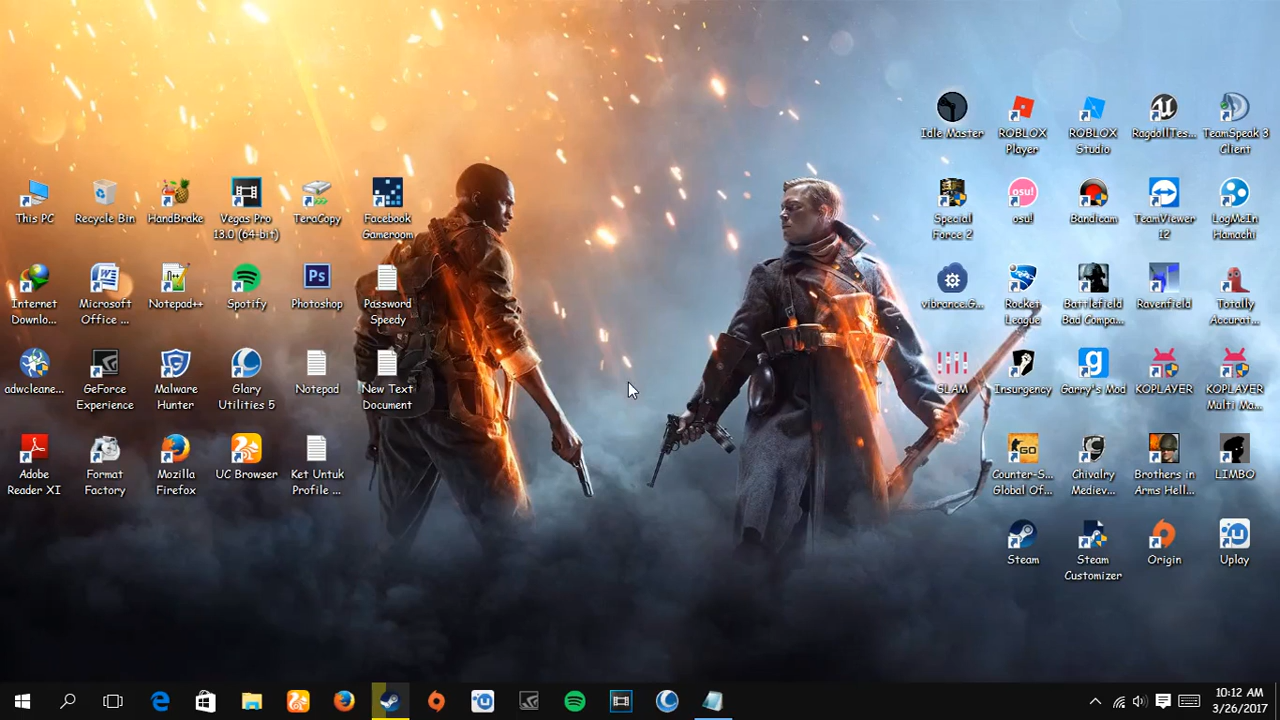 This PC
Recycle Bin
HandBrake
Vegas Pro
13.0 (64-bit)
TeraCopy
Facebook
Gameroom
Internet
Downlo...
Microsoft
Office ...
Notepad++
Spotify
Ps
Photoshop
Password
Speedy
adwcleane...
GeForce
Experience
Malware
Hunter
Glary
Utilities 5
Notepad
New Text
Document
Adobe
Reader XI
Format
Factory
Mozilla
Firefox
UC Browser
Ket Untuk
Profile ...
Idle Master
ROBLOX
Player
ROBLOX
Studio
RagdollTes...
TeamSpeak 3
Client
Special
Force 2
osu!
osu!
Bandicam
TeamViewer
12
LogMeIn
Hamachi
vibrance.G...
Rocket
League
Battlefield
Bad Compa...
Ravenfield
Totally
Accurat...
SLAM
Insurgency
g
Garry's Mod
KOPLAYER
KOPLAYER
Multi Ma...
GO
Counter-S...
Global Of...
Chivalry
Mediev...
Brothers in
Arms Hell...
LIMBO
Steam
Steam
Customizer
Origin
Uplay
10:12 AM
3/26/2017